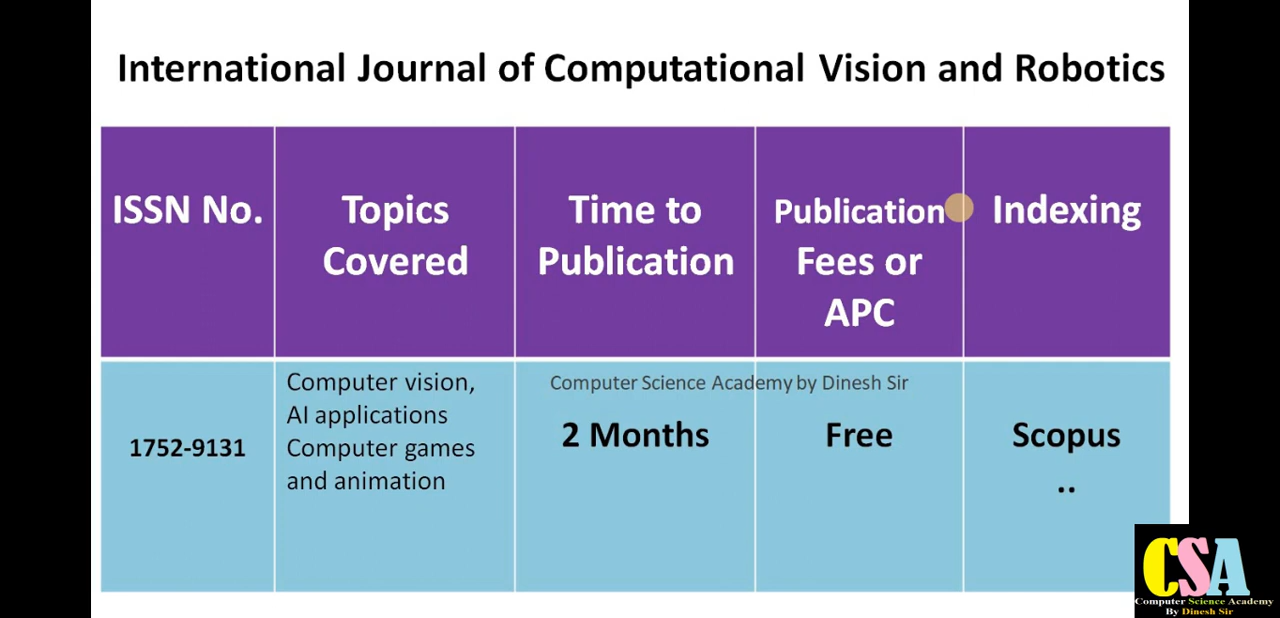 International Journal of Computational Vision and Robotics
ISSN No.
Topics
Covered
Time to
Publication
Publication
Fees or
APC
Indexing
1752-9131
Computer vision,
AI applications
Computer games
and animation
Computer Science Academy by Dinesh Sir
2 Months
Free
Scopus
..
CSA
Computer Science Academy
By Dinesh Sir